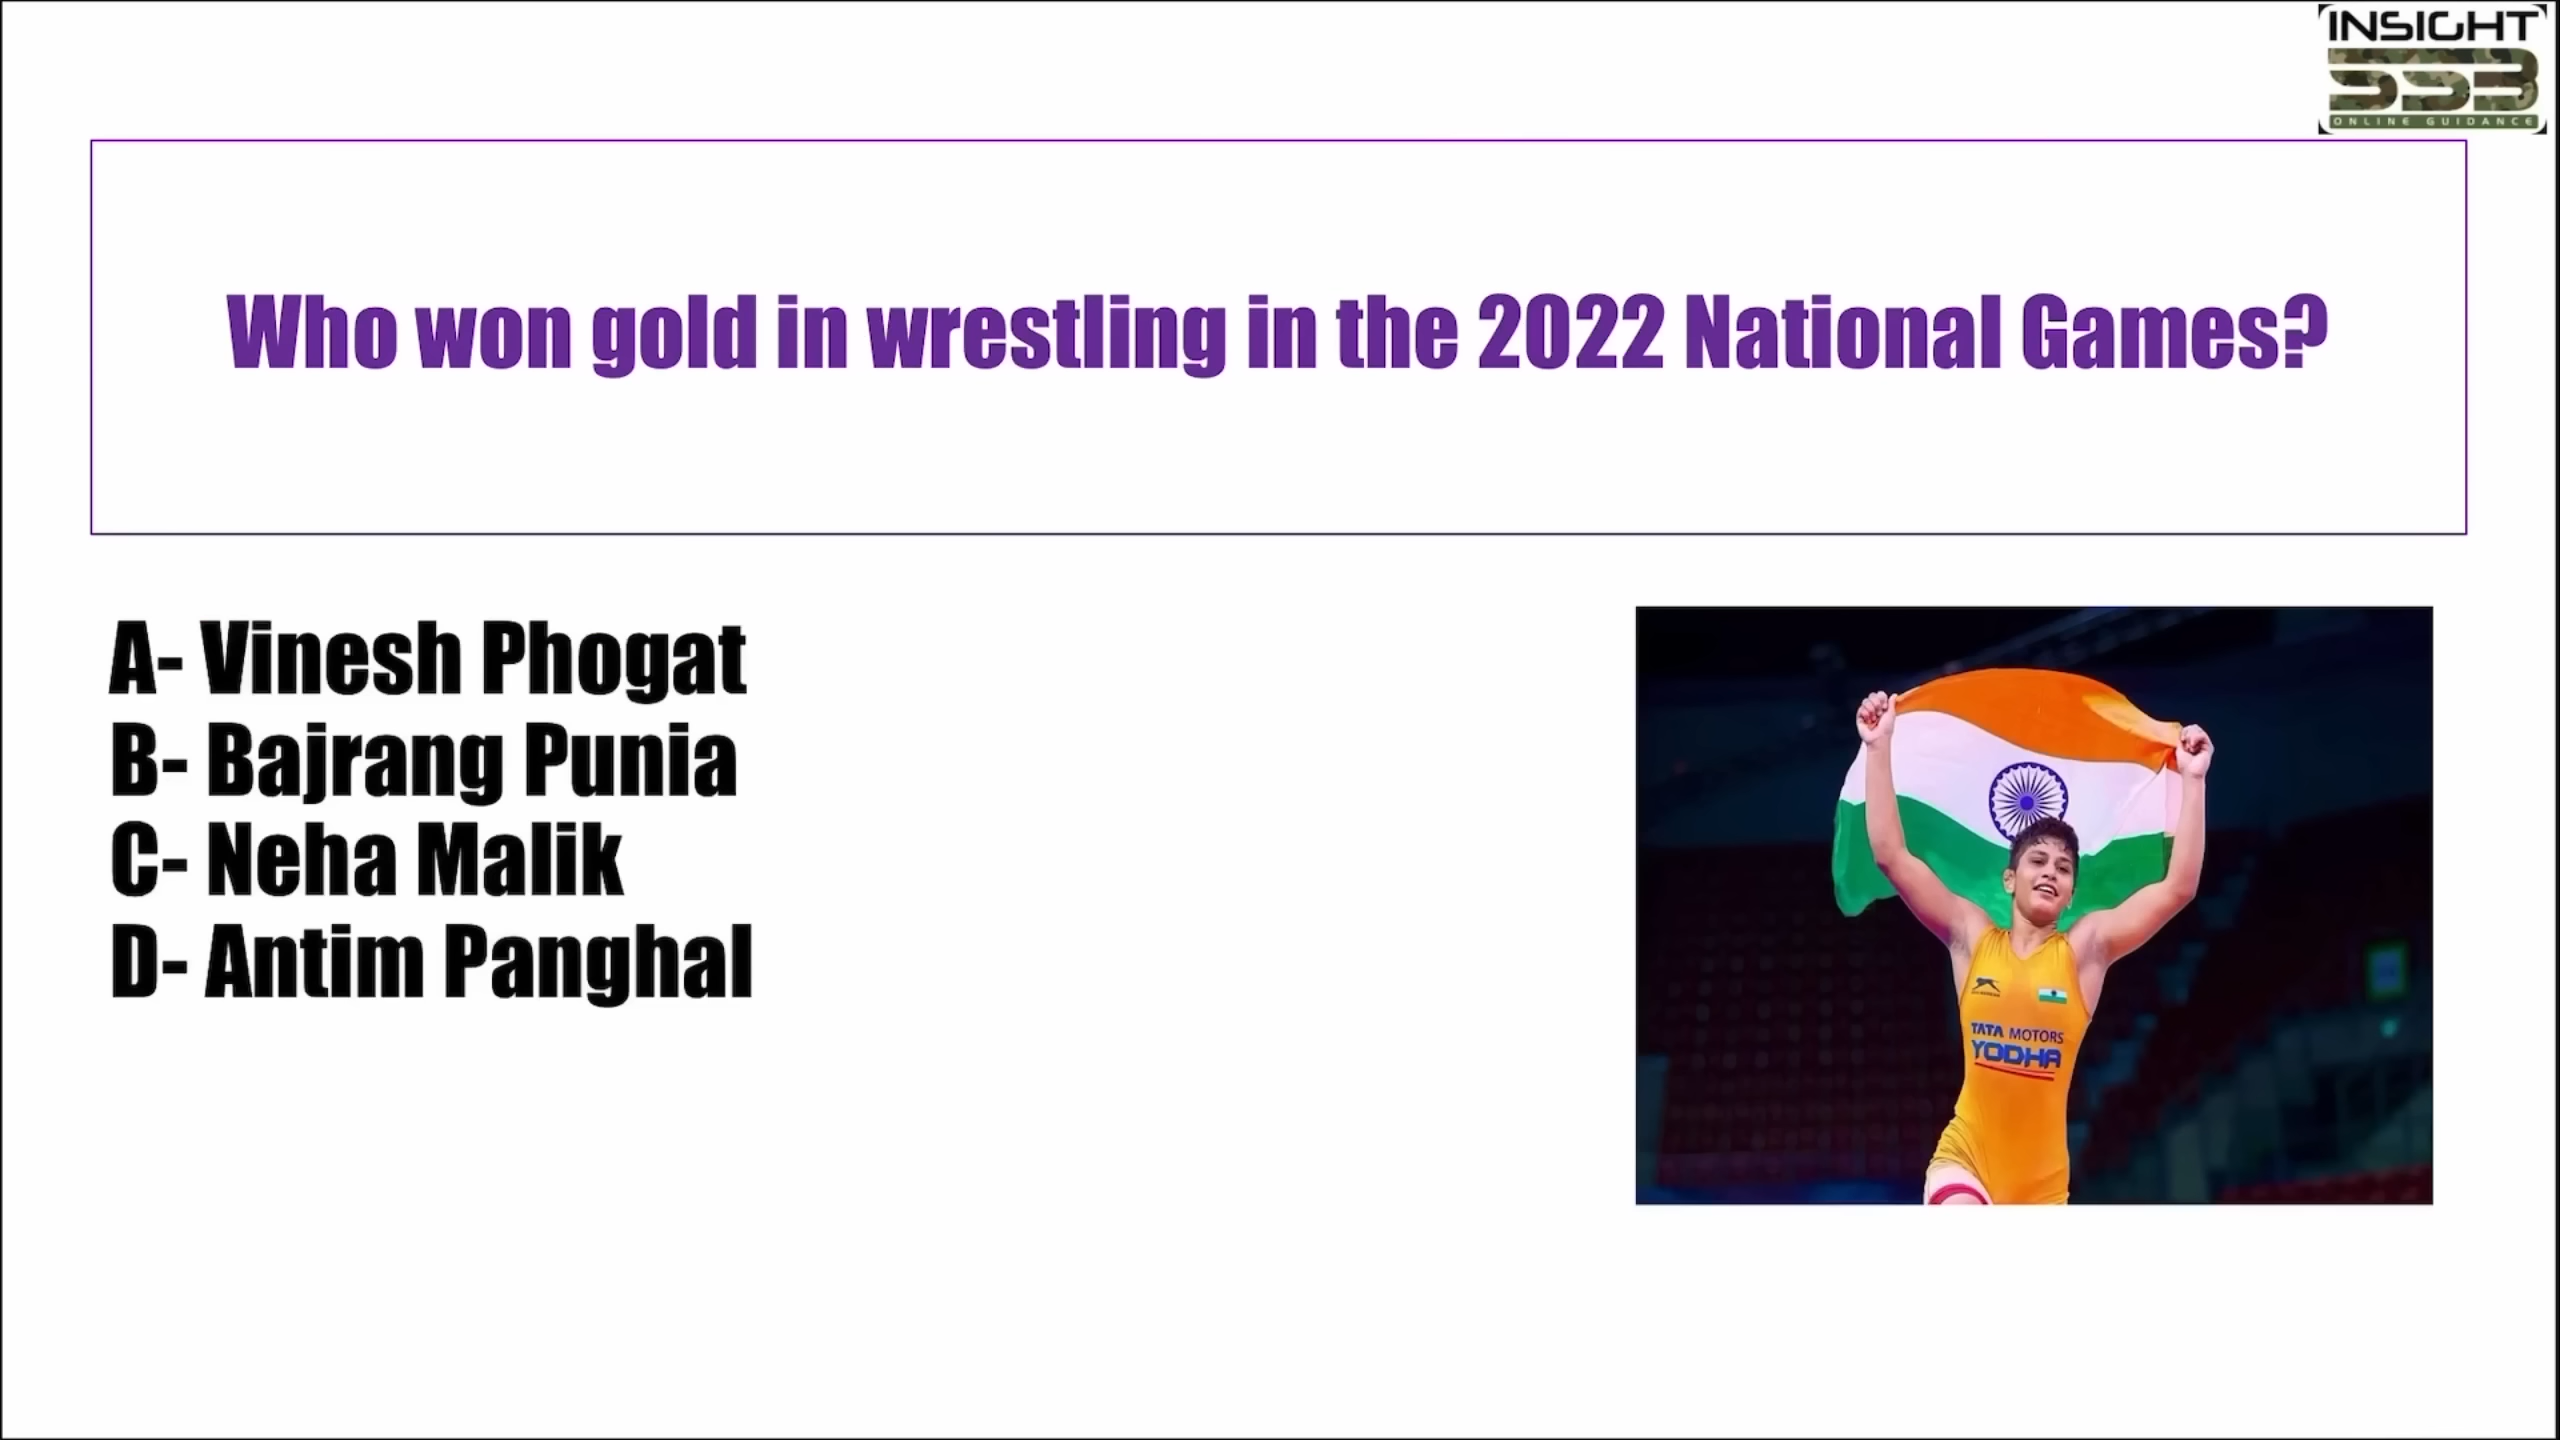 INSIGHT
SSB
ONLINE GUIDANCE
Who won gold in wrestling in the 2022 National Games?
A- Vinesh Phogat
B- Bajrang Punia
C- Neha Malik
D- Antim Panghal
TATA MOTORS
YODHA